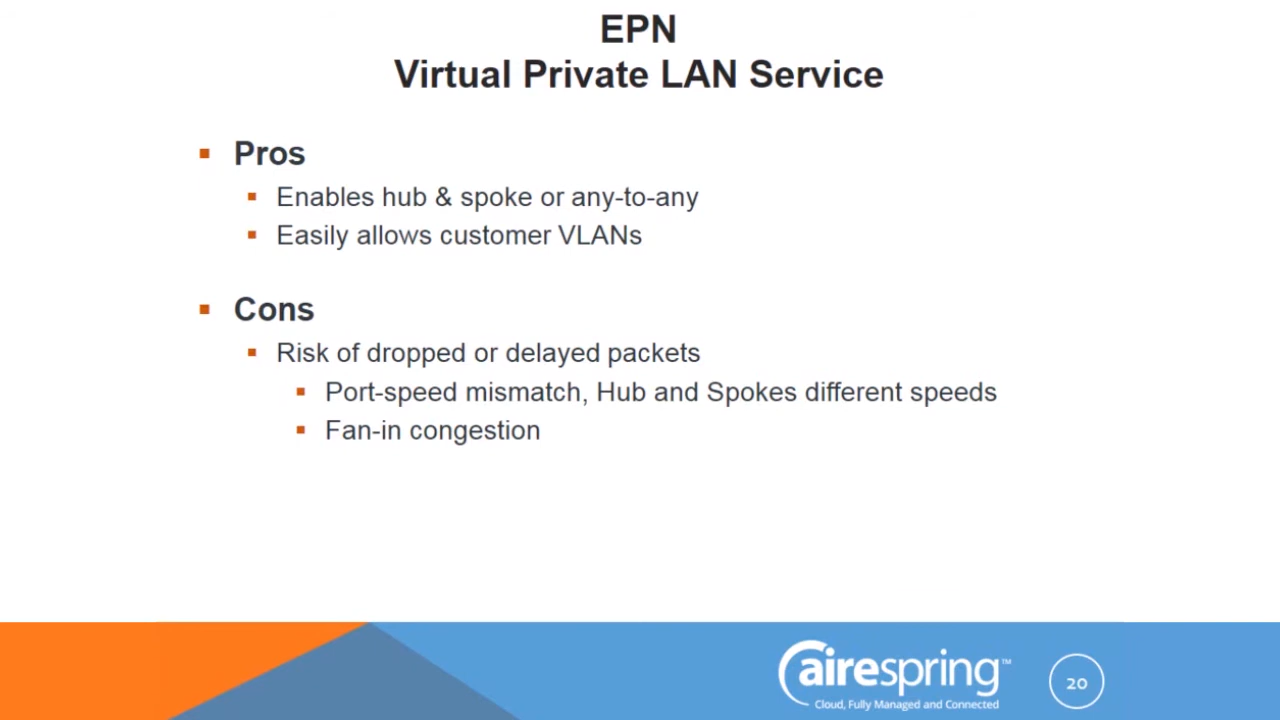 EPN
Virtual Private LAN Service
Pros
Enables hub & spoke or any-to-any
Easily allows customer VLANs
Cons
Risk of dropped or delayed packets
Port-speed mismatch, Hub and Spokes different speeds
Fan-in congestion
airespring™
Cloud, Fully Managed and Connected
20